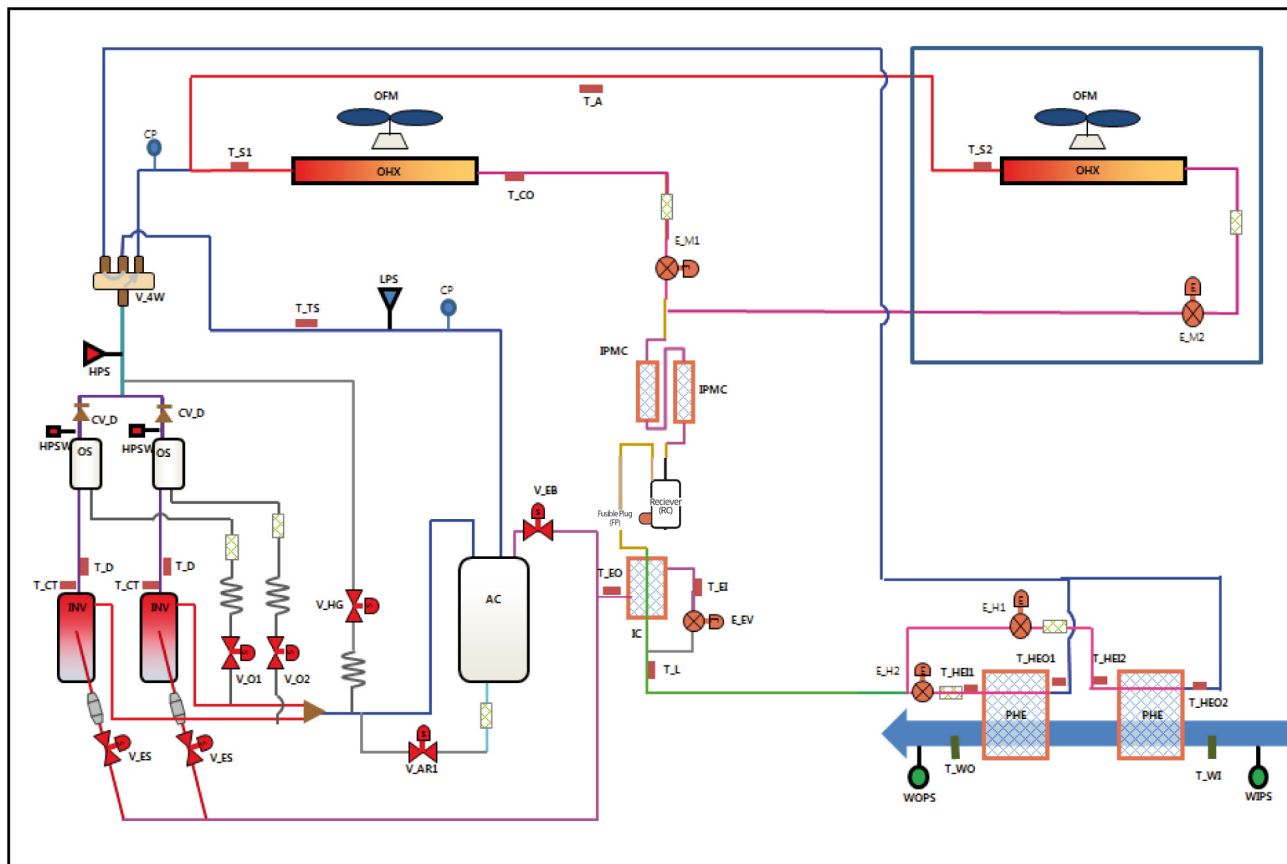 OFM
OFM
T_A
CP
T_S1
T_S2
OHX
OHX
T_CO
E_M1
LPS
CP
V_4W
T_TS
E_M2
HPS
IPMC
IPMC
CV_D
CV_D
HPSW
HPSW
OS
OS
V_EB
Reciever
(RC)
Fusible Plug
(FP)
T_D
T_D
T_EO
T_EI
T_CT
T_CT
INV
INV
V_HG
AC
E_EV
E_H1
IC
T_HEO1
T_HEI2
T_L
E_H2
T_HEI1
V_O1
V_O2
T_HEO2
PHE
PHE
V_ES
V_ES
V_AR1
T_WO
T_WI
WOPS
WIPS
S
S
S
S
S
S
S
E
E
E